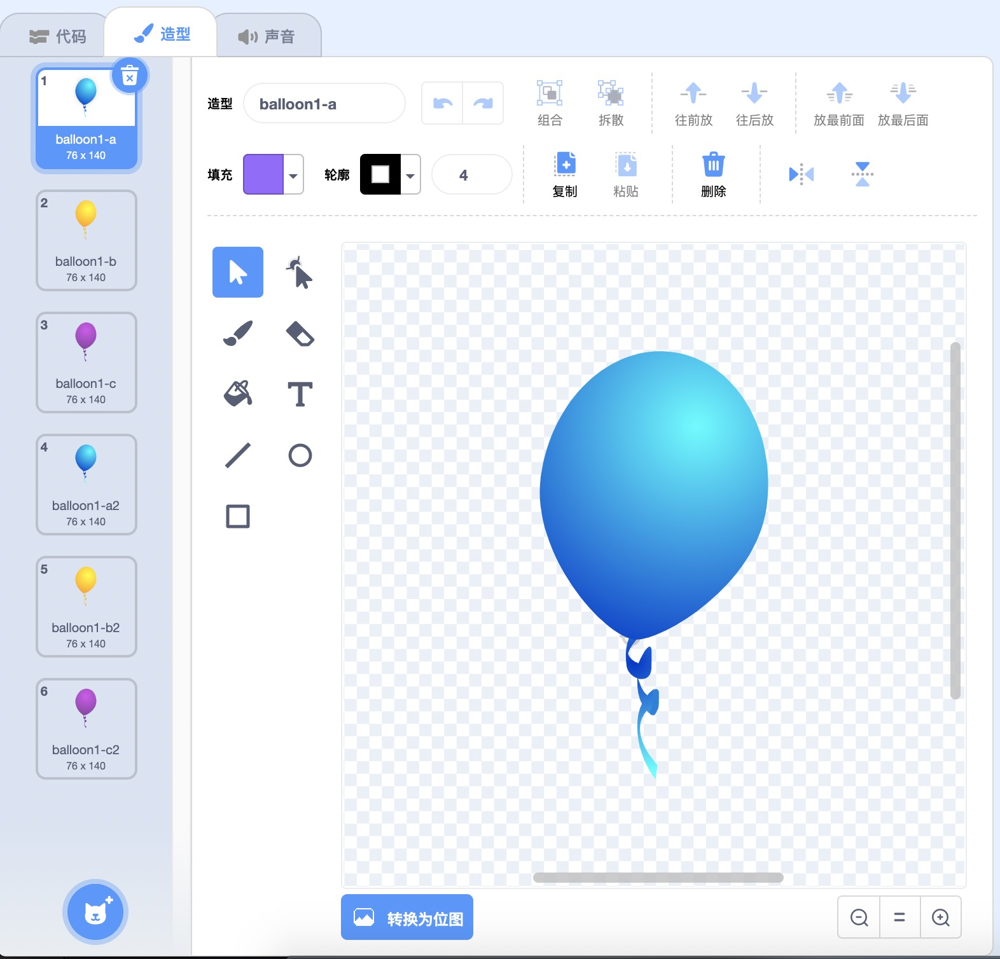 代码
造型
声音
1
balloon1-a
76 x 140
2
balloon1-b
76 x 140
3
balloon1-c
76 x 140
4
balloon1-a2
76 x 140
5
balloon1-b2
76 x 140
6
balloon1-c2
76 x 140
造型
balloon1-a
组合
拆散
往前放
往后放
放最前面
放最后面
填充
轮廓
4
复制
粘贴
删除
转换为位图